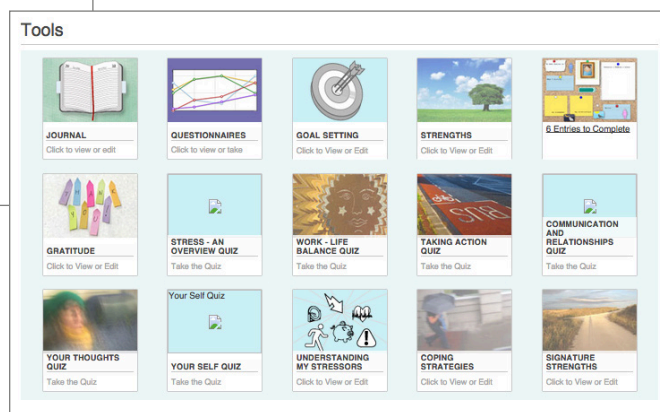 Tools
JOURNAL
Click to view or edit
QUESTIONNAIRES
Click to view or take
GOAL SETTING
Click to View or Edit
STRENGTHS
Click to View or Edit
6 Entries to Complete
GRATITUDE
Click to View or Edit
STRESS - AN
OVERVIEW QUIZ
Take the Quiz
WORK - LIFE
BALANCE QUIZ
Take the Quiz
BUS
TAKING ACTION
QUIZ
Take the Quiz
COMMUNICATION
AND
RELATIONSHIPS
QUIZ
Take the Quiz
YOUR THOUGHTS
QUIZ
Take the Quiz
Your Self Quiz
YOUR SELF QUIZ
Take the Quiz
UNDERSTANDING
MY STRESSORS
Click to View or Edit
COPING
STRATEGIES
Click to View or Edit
SIGNATURE
STRENGTHS
Click to View or Edit